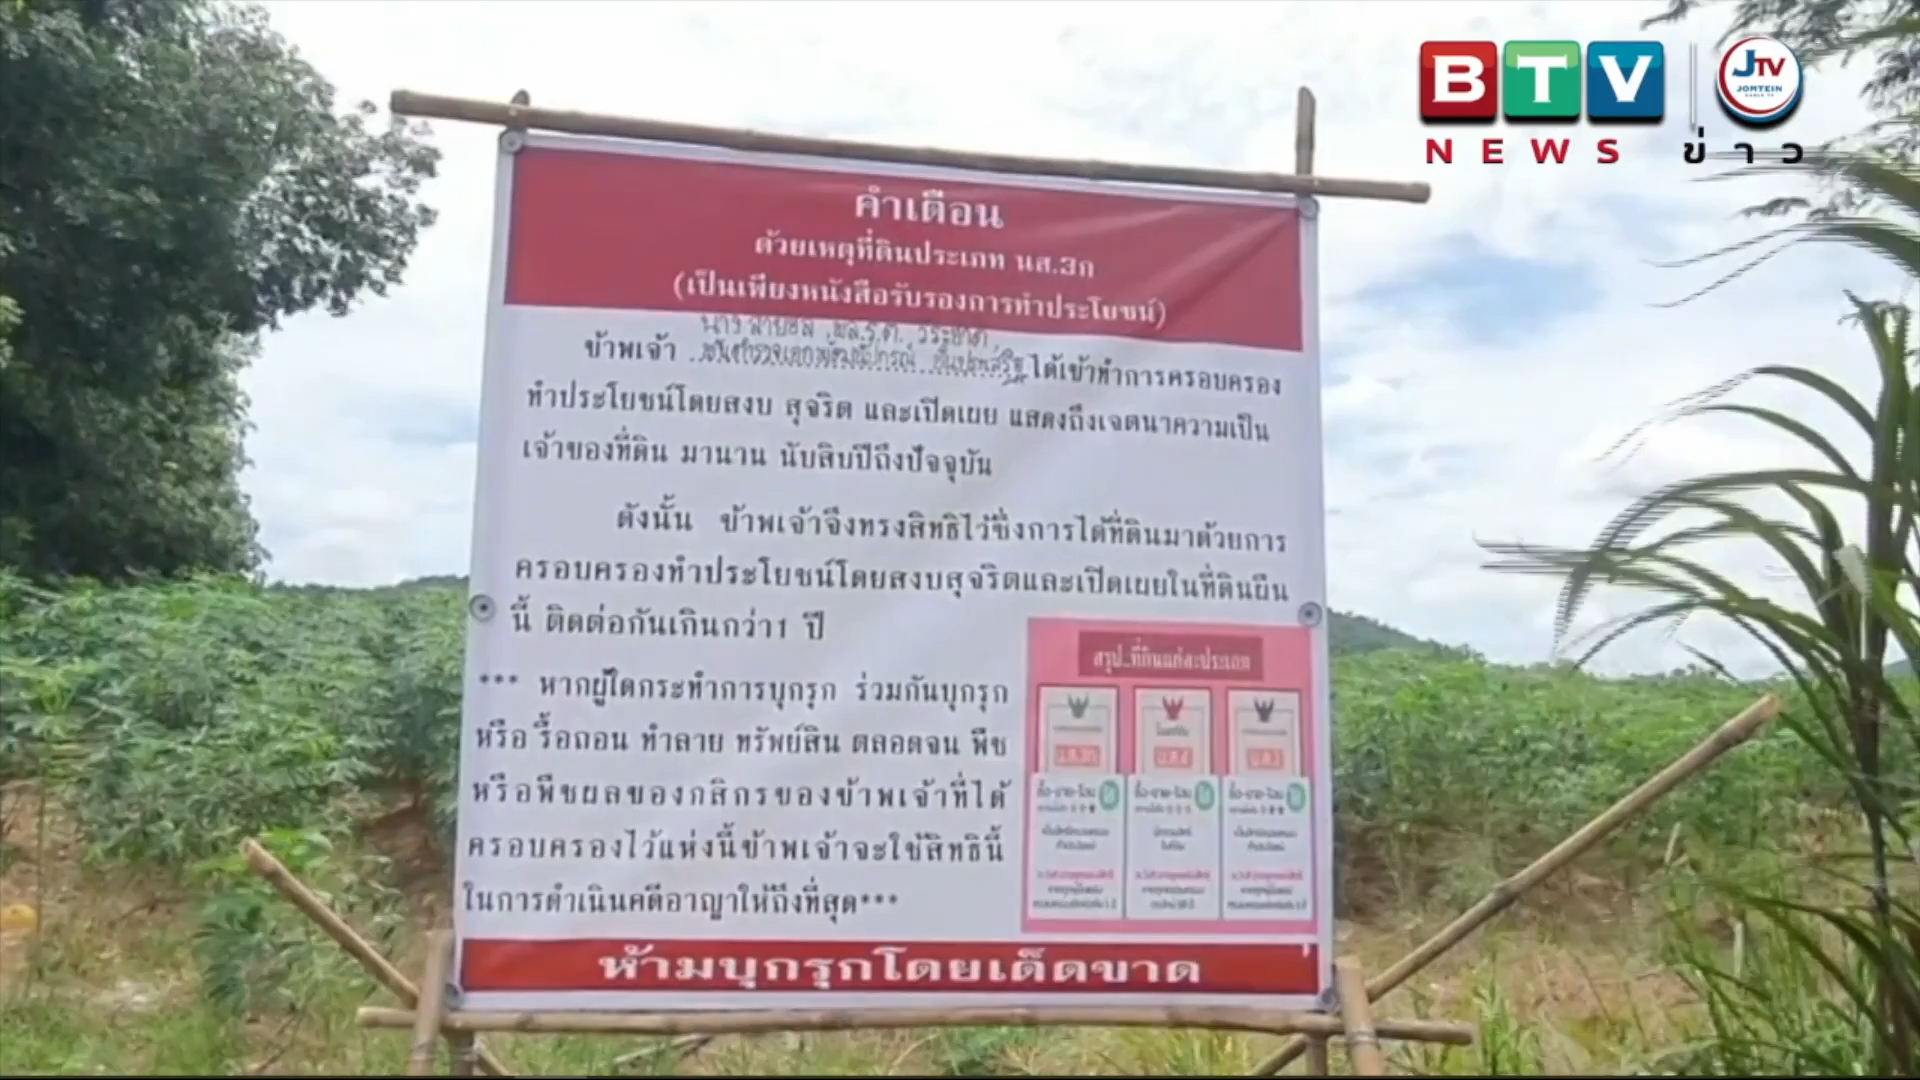 BTV
NEWS
JTV
JOMTEIN
ข่าว
คำเตือน
ด้วยเหตุที่ดินประเภท นส.3ก
(เป็นเพียงหนังสือรับรองการทำประโยชน์)
ข้าพเจ้า ได้เข้าทำการครอบครอง
ทำประโยชน์โดยสงบ สุจริต และเปิดเผย แสดงถึงเจตนาความเป็น
เจ้าของที่ดิน มานาน นับสิบปีถึงปัจจุบัน
ดังนั้น ข้าพเจ้าจึงทรงสิทธิไว้ซึ่งการได้ที่ดินมาด้วยการ
ครอบครองทำประโยชน์โดยสงบสุจริตและเปิดเผยในที่ดินผืน
นี้ ติดต่อกันเกินกว่า1 ปี
*** หากผู้ใดกระทำการบุกรุก ร่วมกันบุกรุก
หรือ รื้อถอน ทำลาย ทรัพย์สิน ตลอดจน พืช
หรือพืชผลของกสิกรของข้าพเจ้าที่ได้
ครอบครองไว้แห่งนี้ข้าพเจ้าจะใช้สิทธินี้
ในการดำเนินคดีอาญาให้ถึงที่สุด***
สรุป..ที่ดินแต่ละประเภท
ห้ามบุกรุกโดยเด็ดขาด